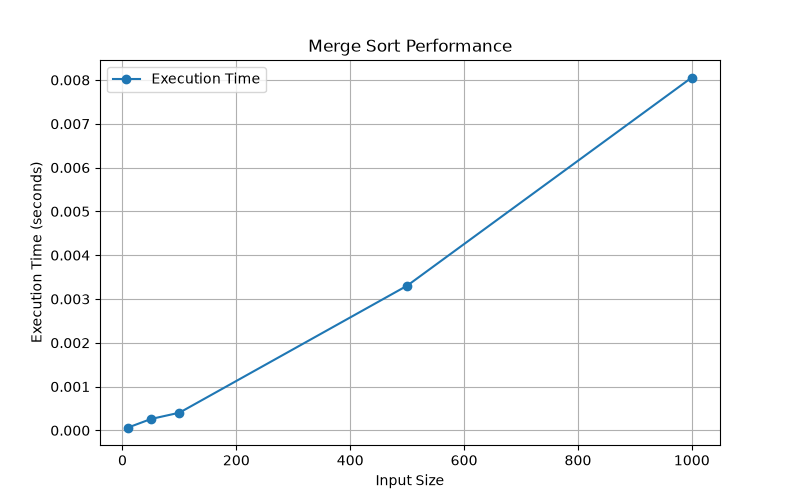 Merge Sort Performance
Execution Time
0.008
0.007
0.006
0.005
0.004
0.003
0.002
0.001
0.000
Execution Time (seconds)
0 200 400 600 800 1000
Input Size